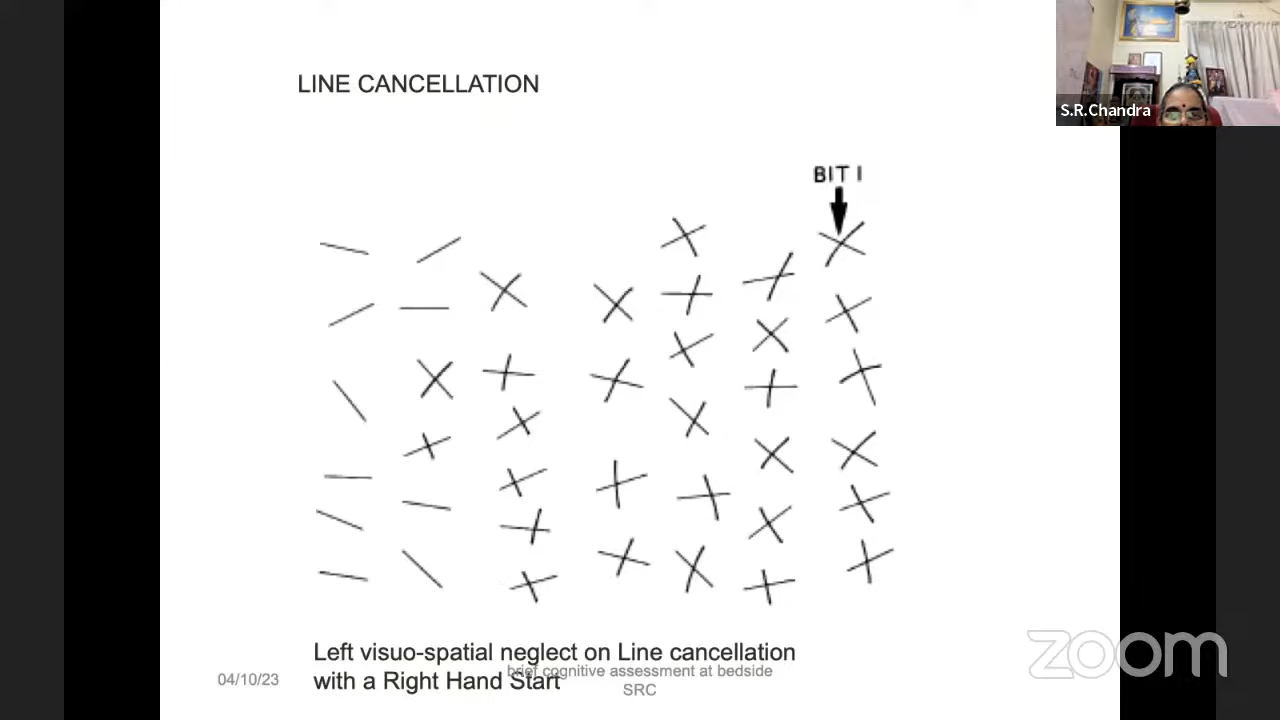 LINE CANCELLATION
S.R.Chandra
BIT 1
Left visuo-spatial neglect on Line cancellation
with a Right Hand Start
04/10/23
brief cognitive assessment at bedside
SRC
zoom